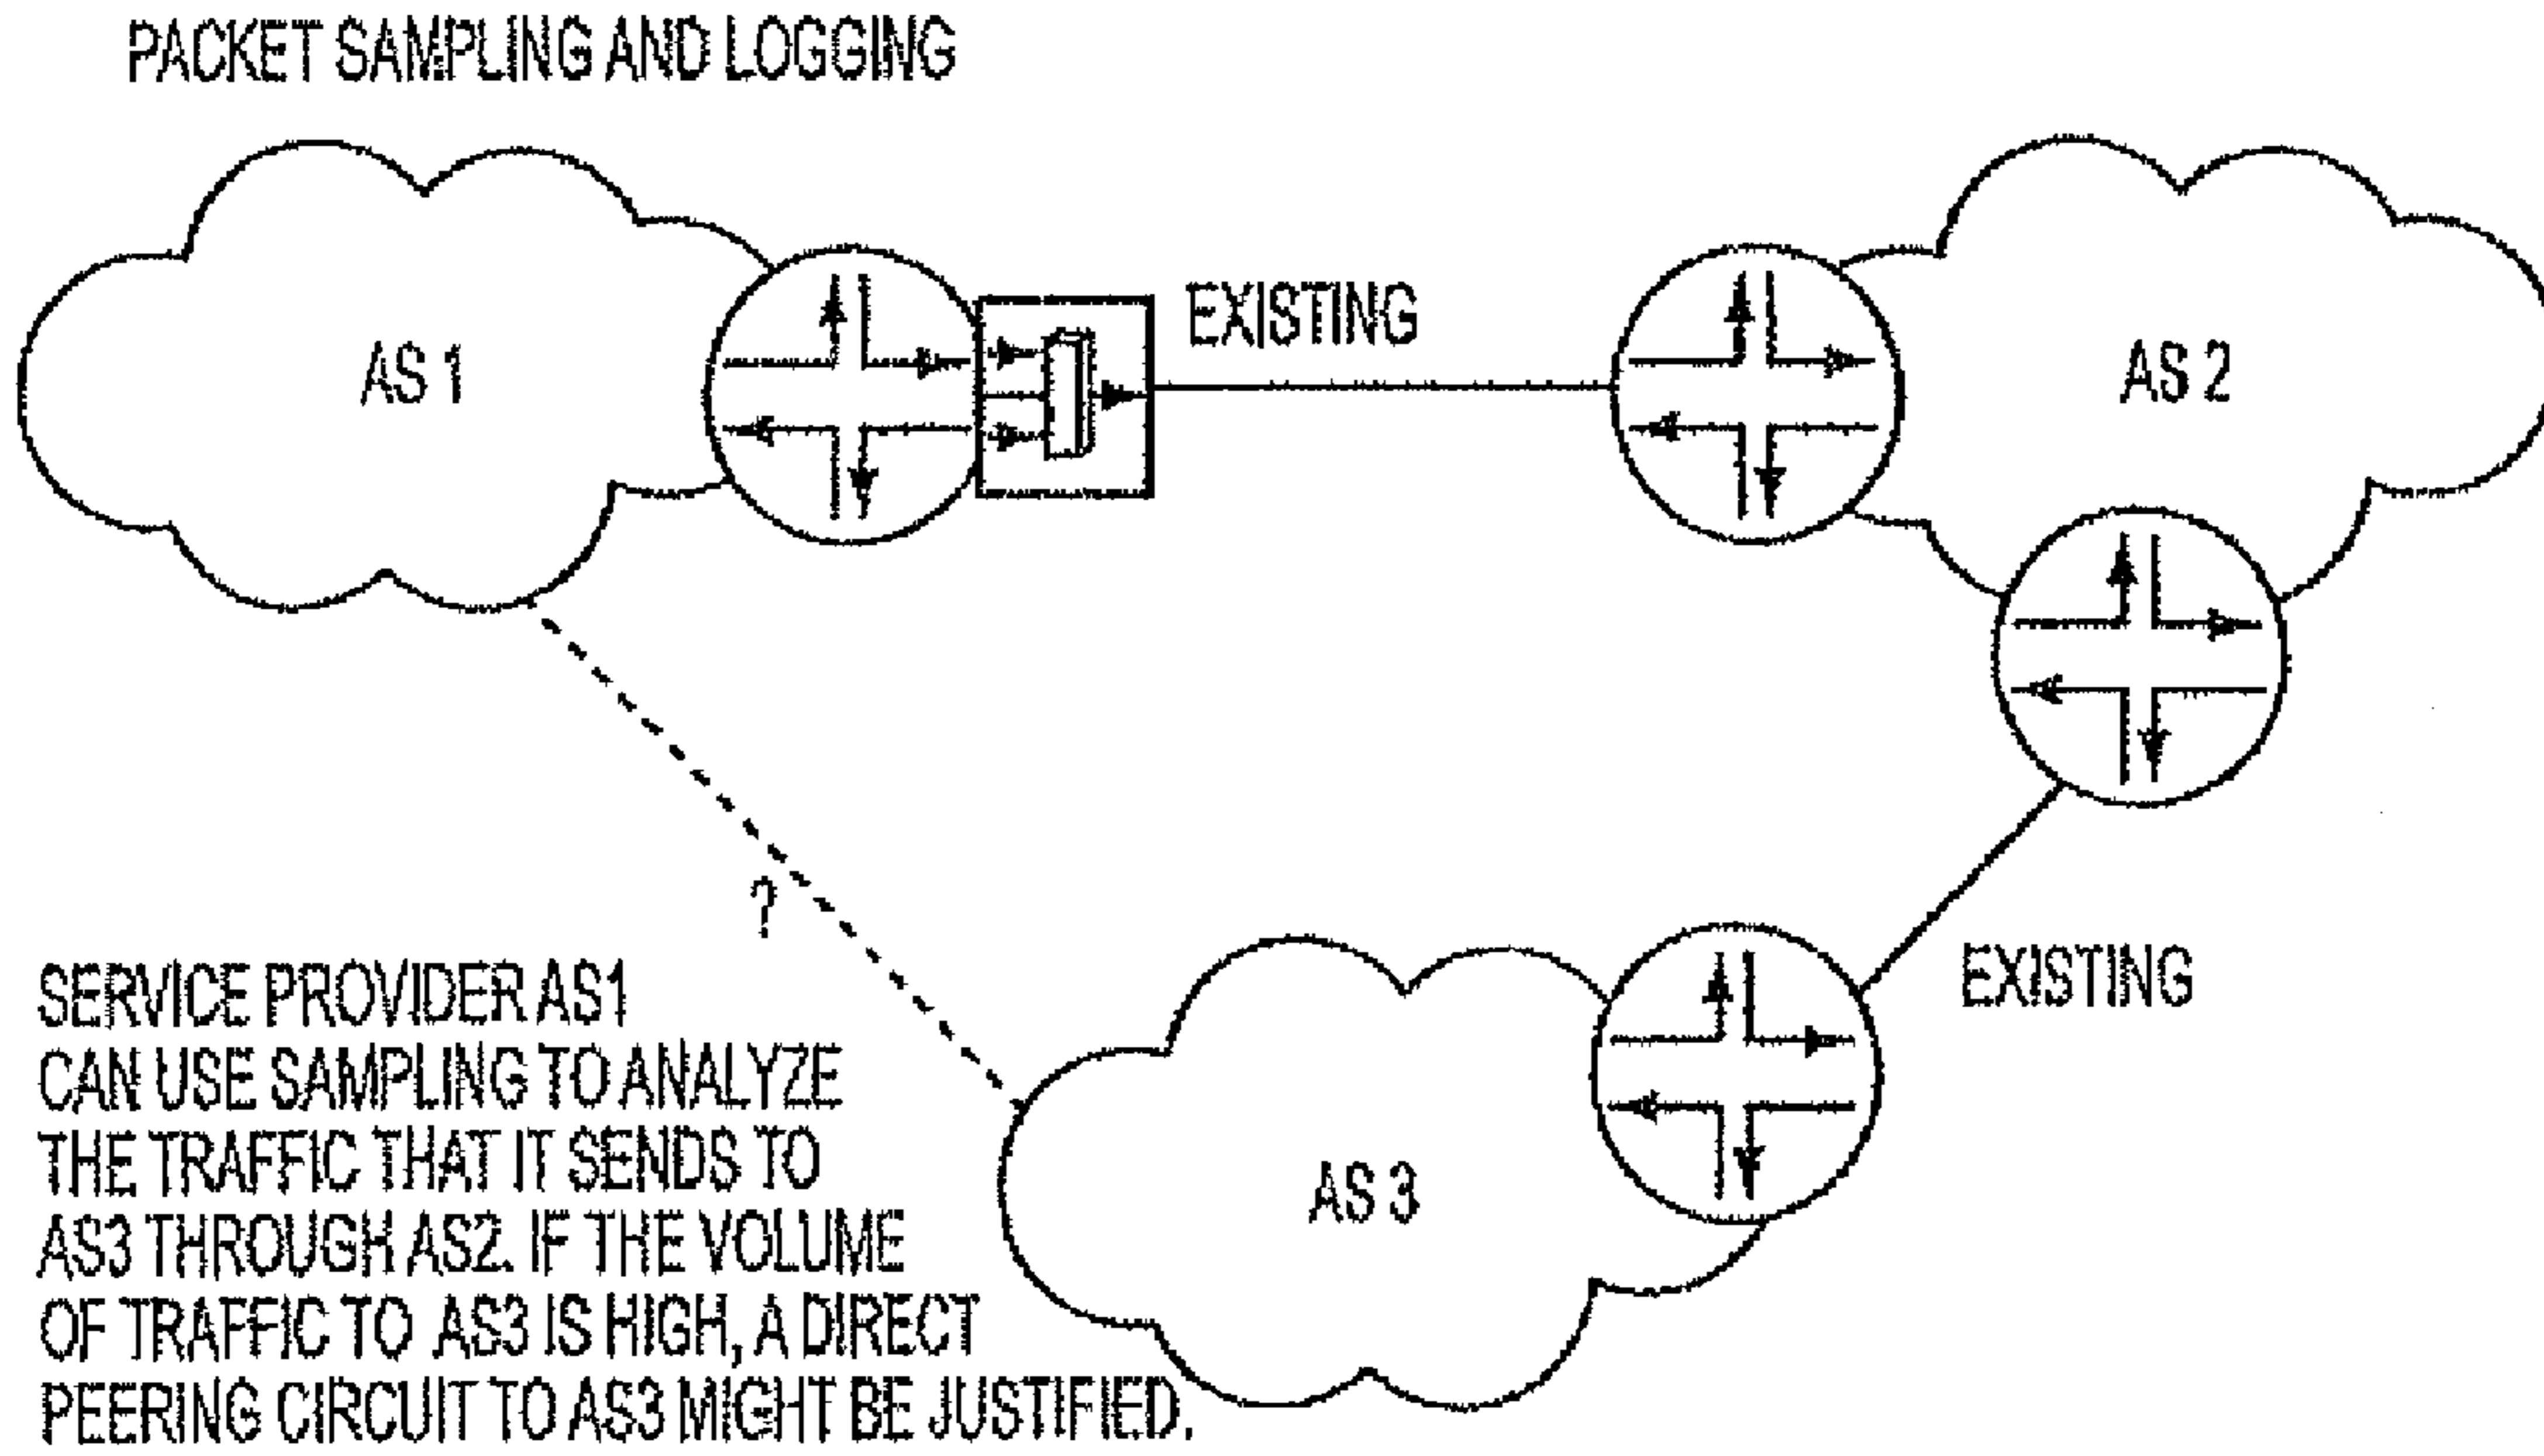 PACKET SAMPLING AND LOGGING
AS 1
EXISTING
AS 2
?
EXISTING
AS 3
SERVICE PROVIDER AS1
CAN USE SAMPLING TO ANALYZE
THE TRAFFIC THAT IT SENDS TO
AS3 THROUGH AS2. IF THE VOLUME
OF TRAFFIC TO AS3 IS HIGH, A DIRECT
PEERING CIRCUIT TO AS3 MIGHT BE JUSTIFIED.